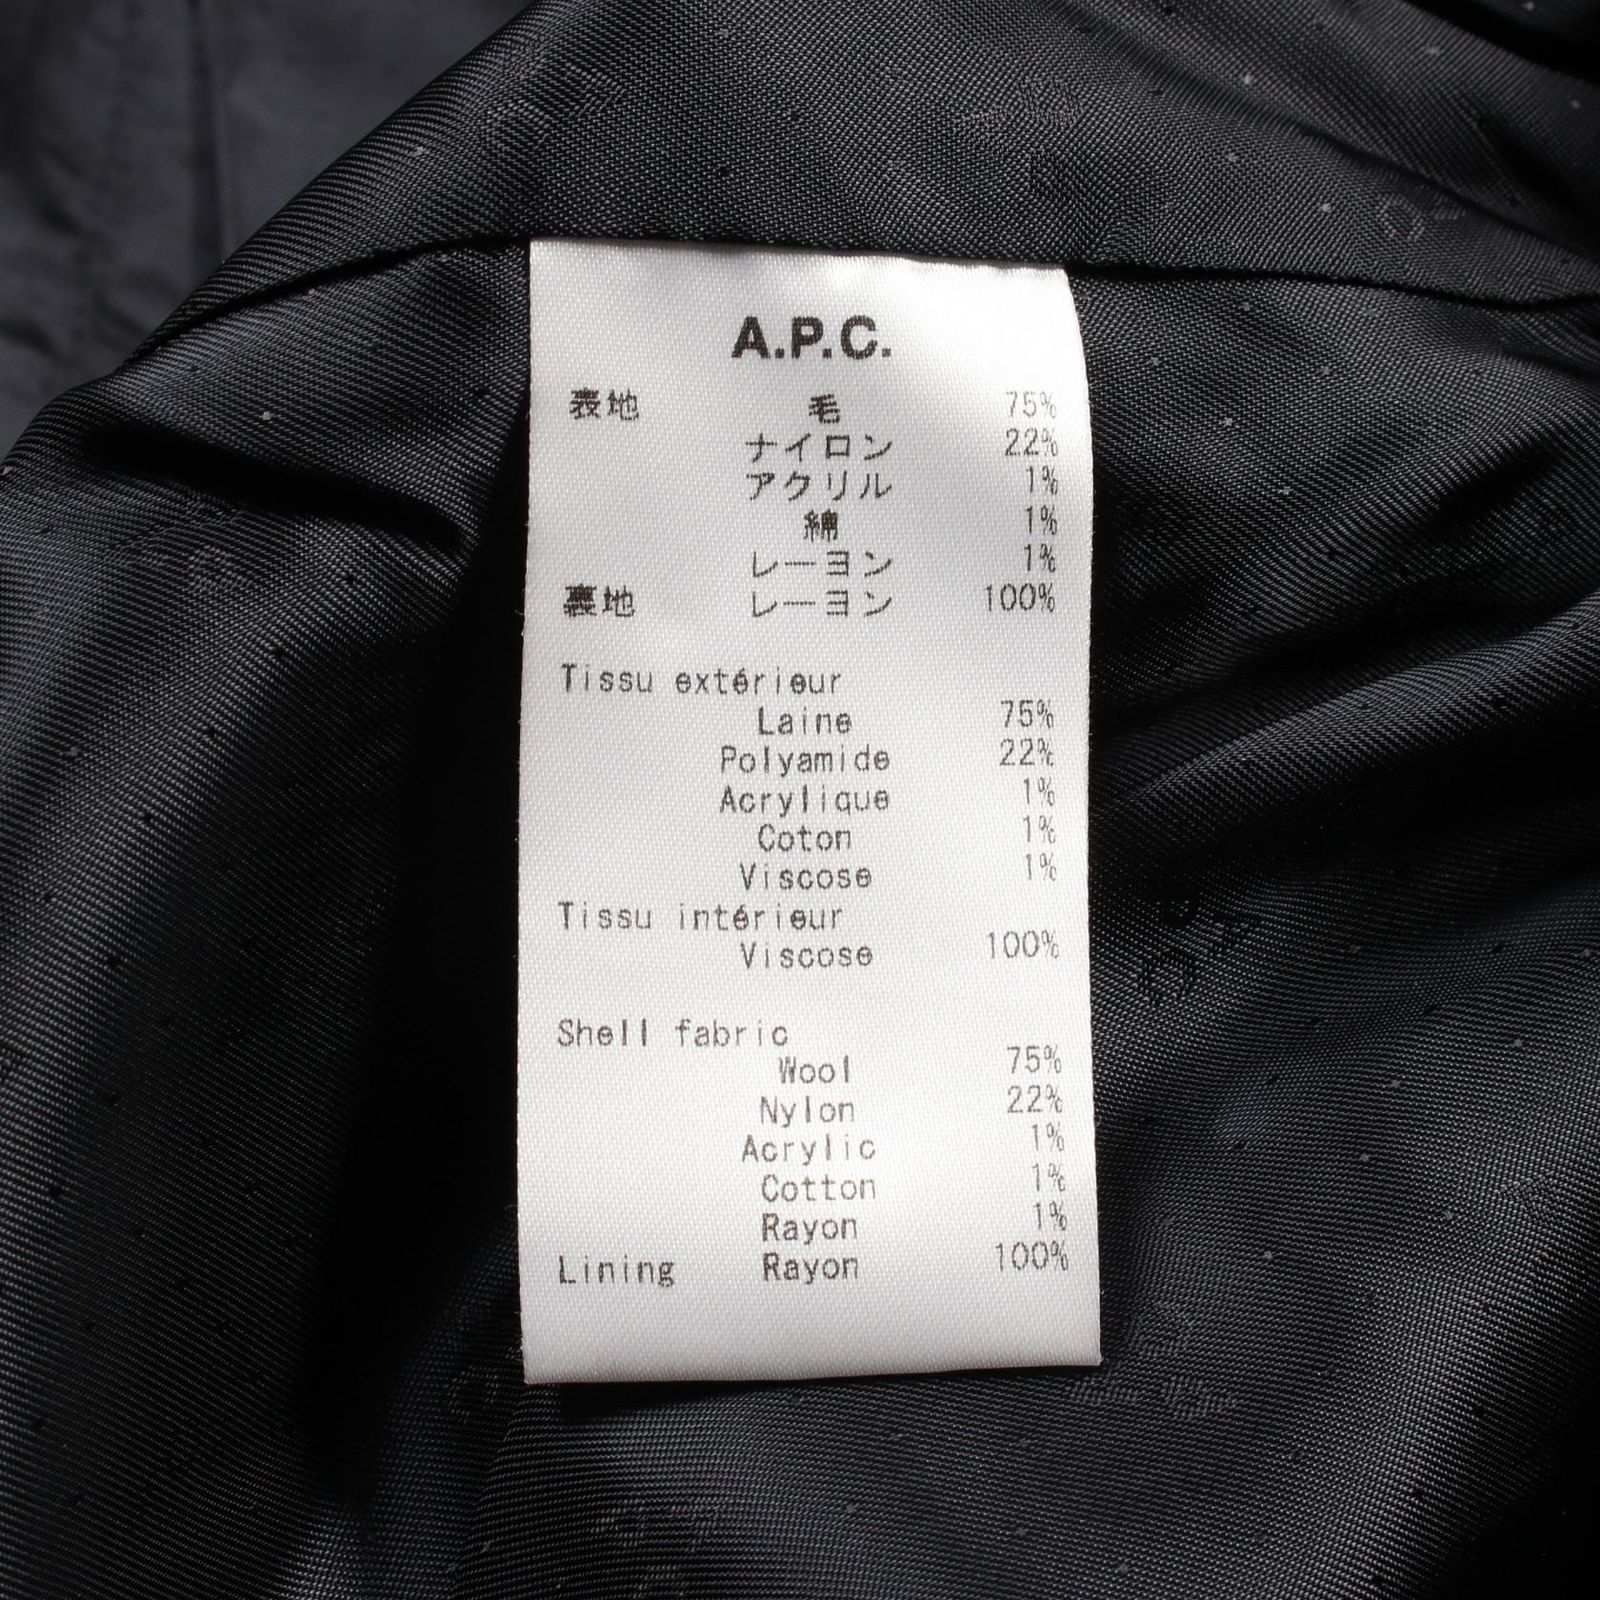 A.P.C.
表地 毛 75%
ナイロン 22%
アクリル 1%
綿 1%
レーヨン 1%
裏地 レーヨン 100%
Tissu extérieur
Laine 75%
Polyamide 22%
Acrylique 1%
Coton 1%
Viscose 1%
Tissu intérieur
Viscose 100%
Shell fabric
Wool 75%
Nylon 22%
Acrylic 1%
Cotton 1%
Rayon 1%
Lining Rayon 100%